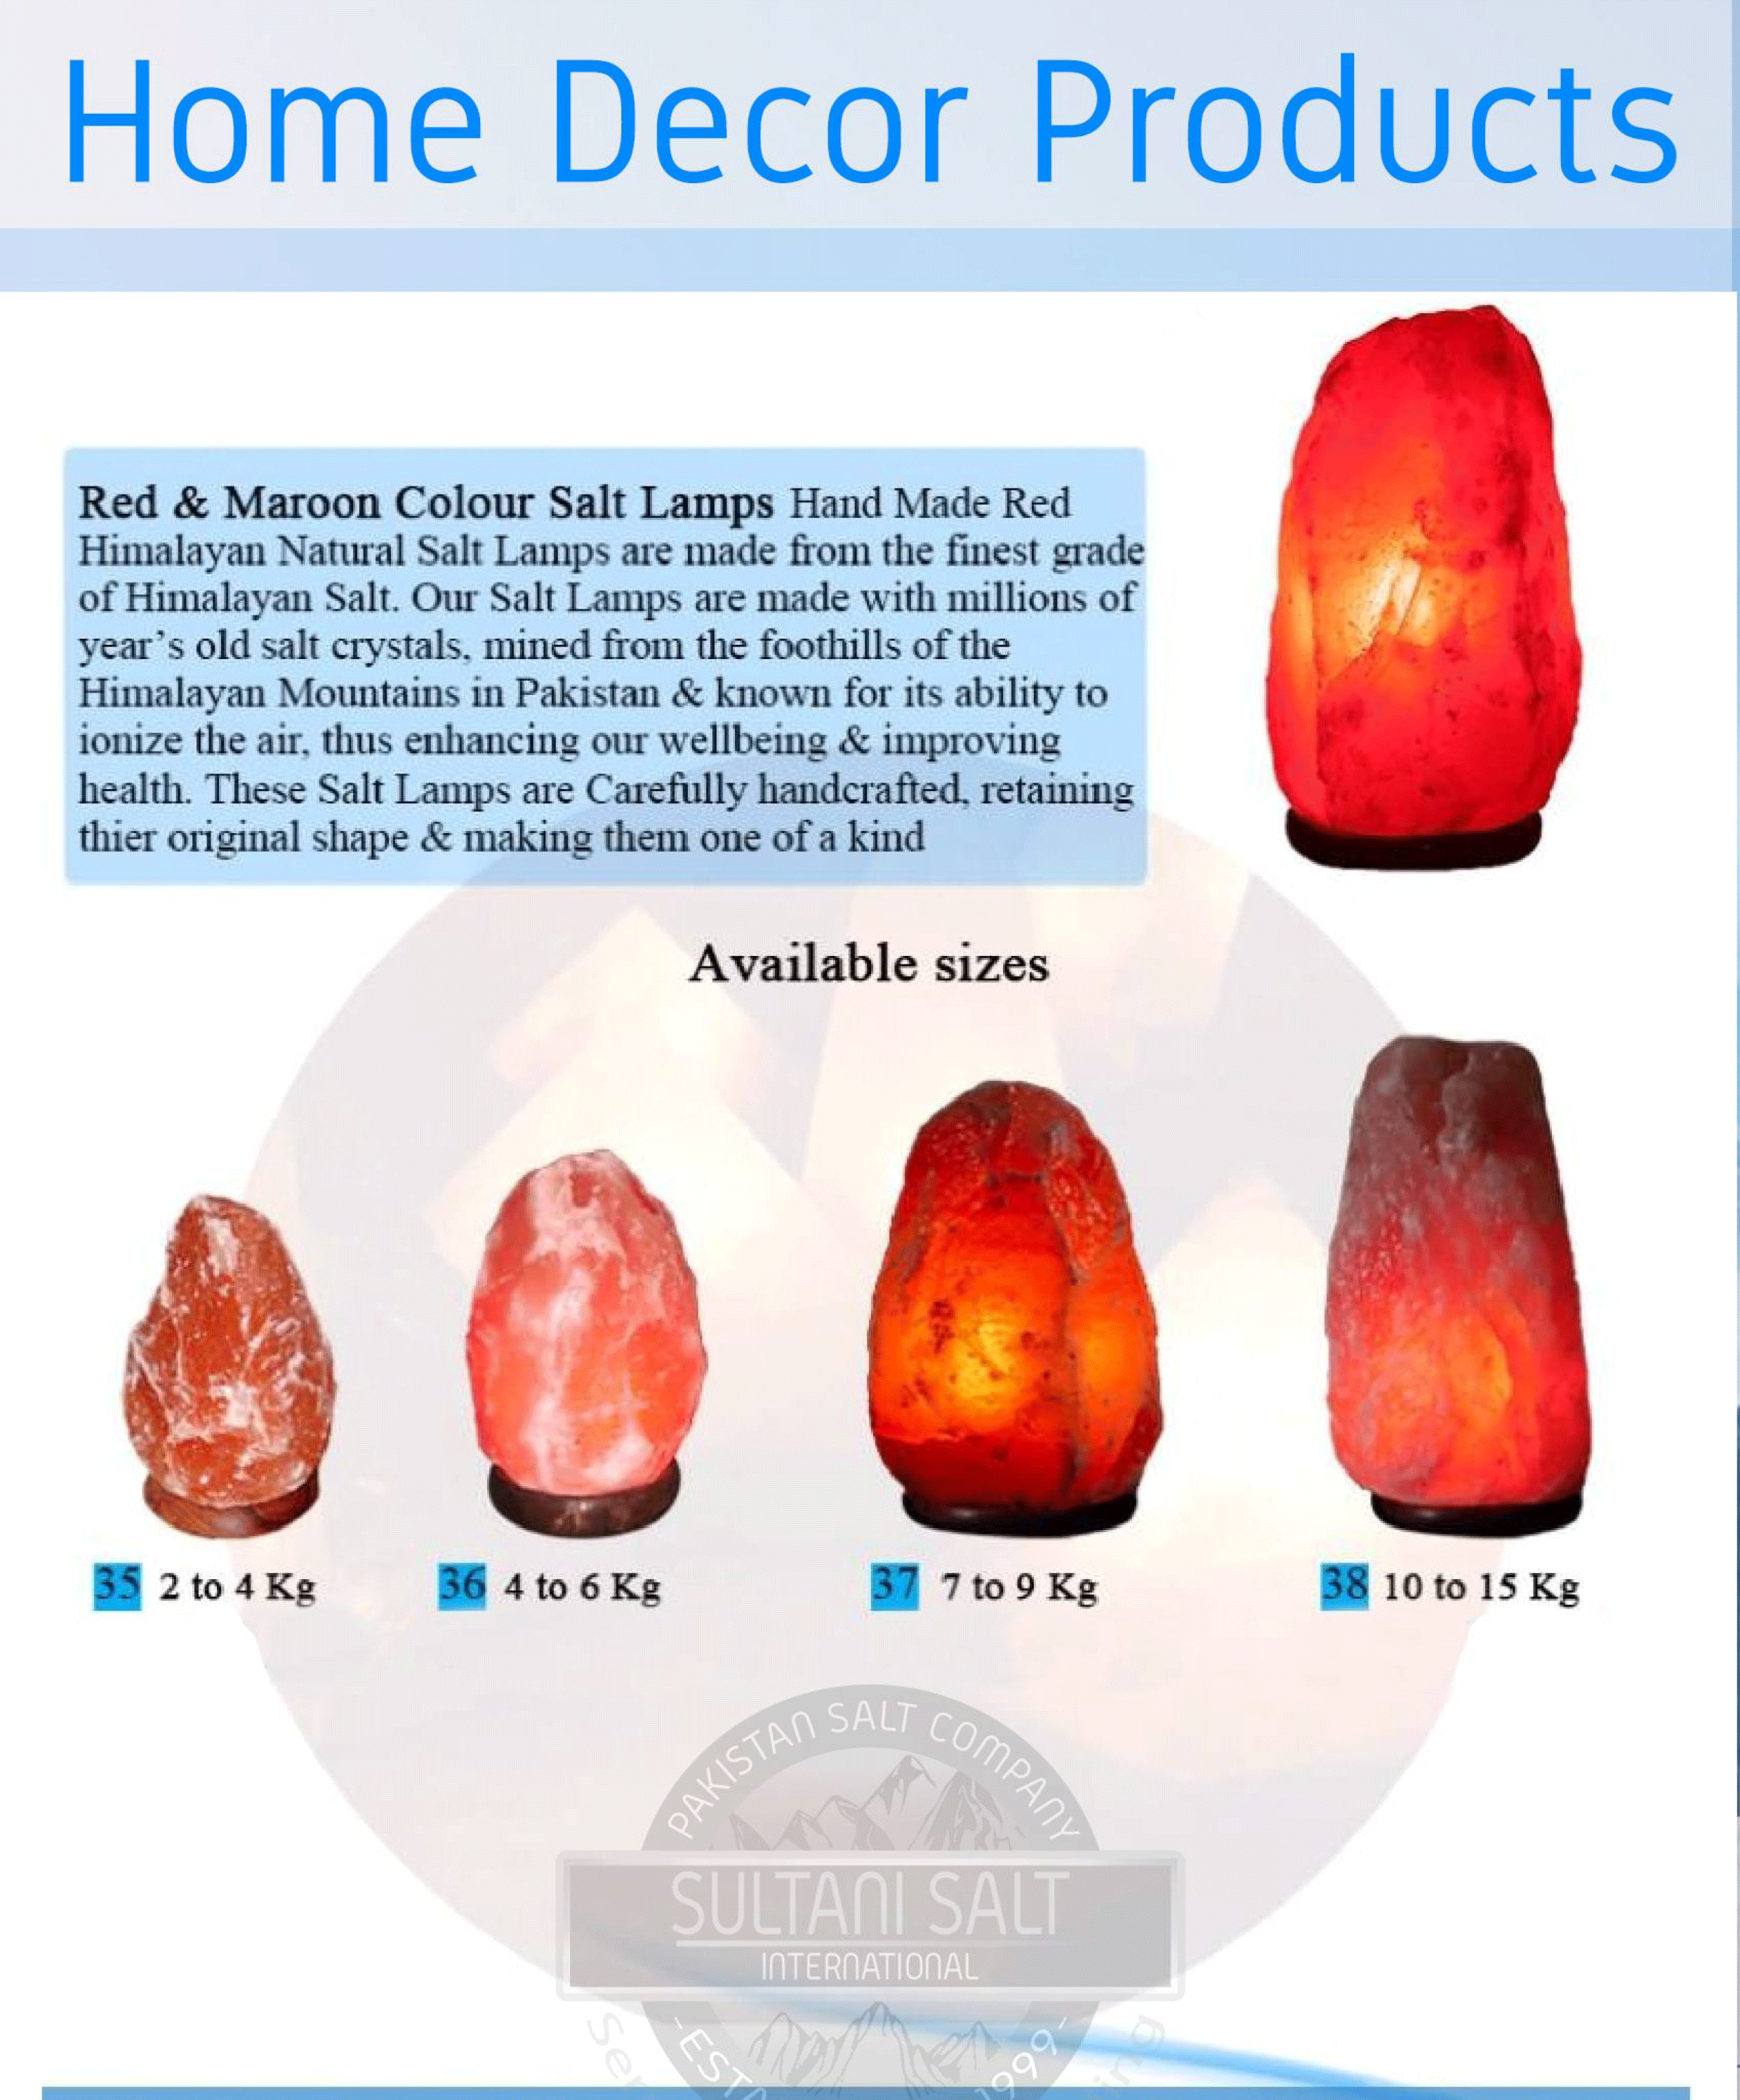 Home Decor Products
Red & Maroon Colour Salt Lamps Hand Made Red
Himalayan Natural Salt Lamps are made from the finest grade
of Himalayan Salt. Our Salt Lamps are made with millions of
year’s old salt crystals, mined from the foothills of the
Himalayan Mountains in Pakistan & known for its ability to
ionize the air, thus enhancing our wellbeing & improving
health. These Salt Lamps are Carefully handcrafted, retaining
thier original shape & making them one of a kind
Available sizes
35 2 to 4 Kg
36 4 to 6 Kg
37 7 to 9 Kg
38 10 to 15 Kg
PAKISTAN SALT COMPANY
SULTANI SALT
INTERNATIONAL
1999-